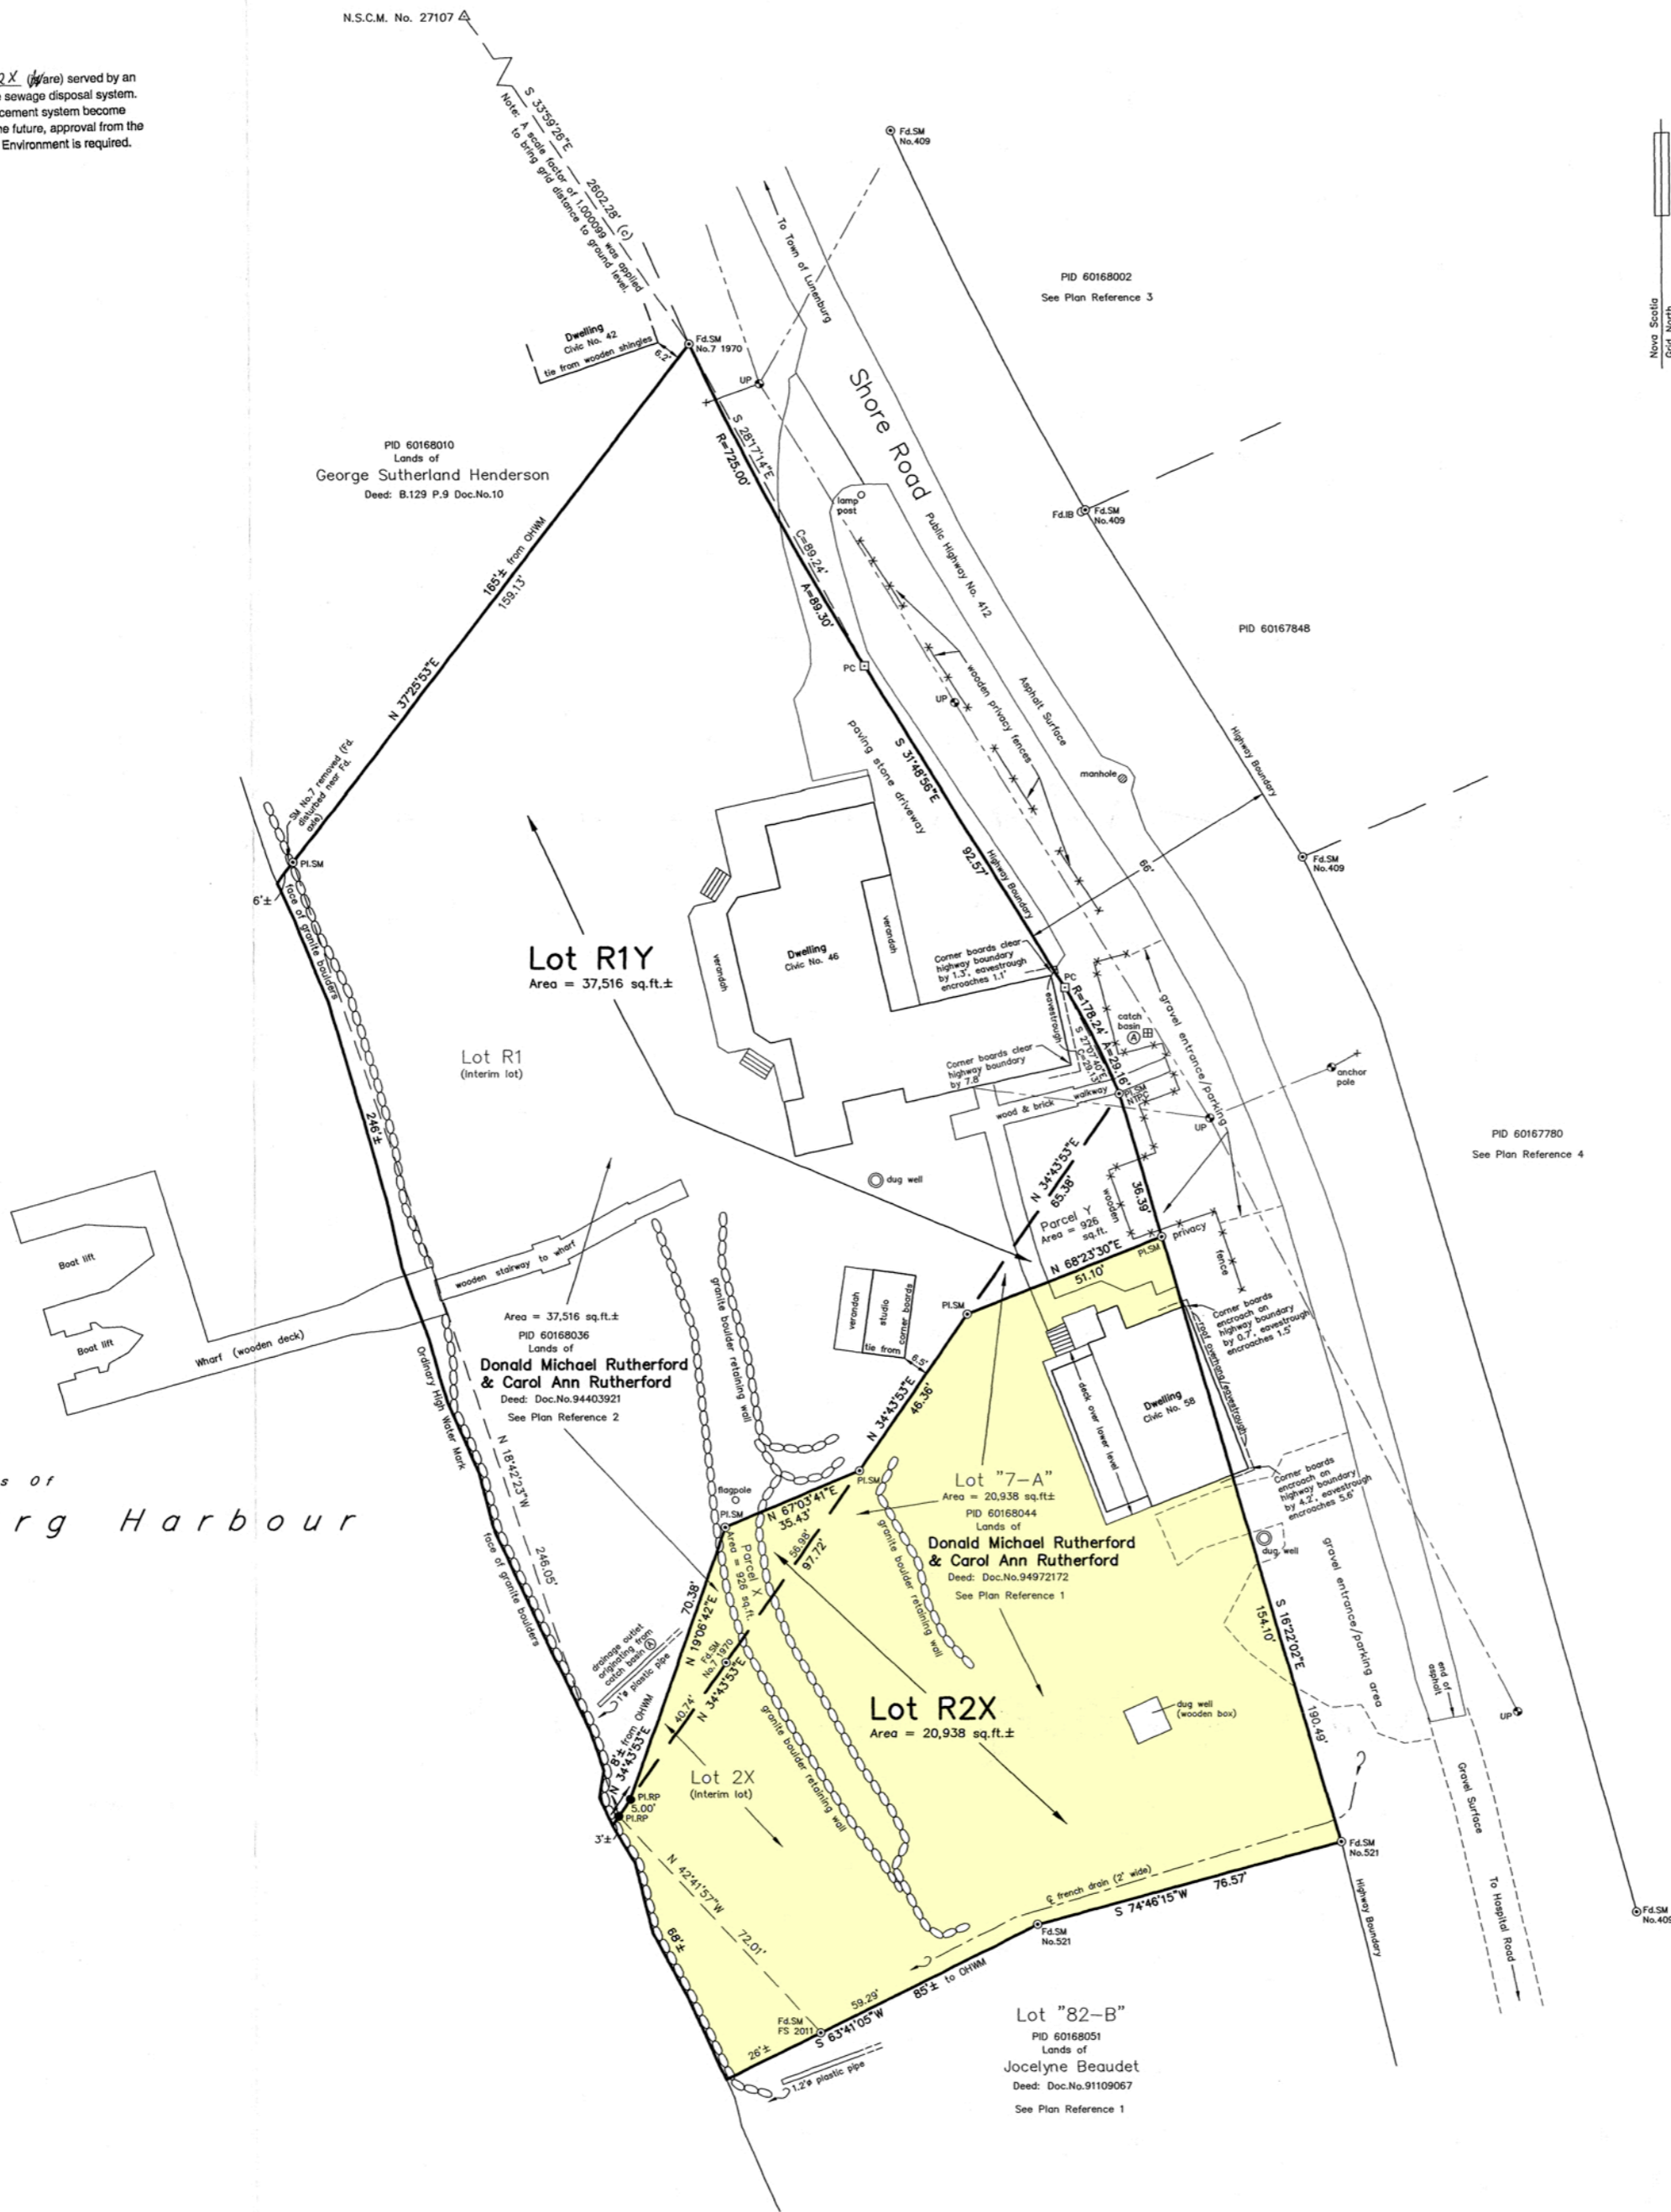 N.S.C.M. No. 27107
2X (is/are) served by an
sewage disposal system.
cement system become
e future, approval from the
Environment is required.
S 33°59'26"E
2602.28' (c)
Note: A scale factor of 1.000099 was applied
to bring grid distance to ground level.
Fd.SM
No.409
To Town of Lunenburg
PID 60168002
See Plan Reference 3
Nova Scotia
Grid North
Dwelling
Civic No. 42
tie from wooden shingles
6.2'
Fd.SM
No.7 1970
UP
Shore Road
Public Highway No. 412
PID 60168010
Lands of
George Sutherland Henderson
Deed: B.129 P.9 Doc.No.10
S 28°17'14"E
R=725.00'
C=89.24'
A=89.30'
lamp
post
Fd.IB
Fd.SM
No.409
165'± from OHWM
159.13'
N 37°25'53"E
PID 60167848
PC
UP
wooden privacy fences
Asphalt Surface
paving stone driveway
S 31°48'56"E
92.57'
Highway Boundary
manhole
Highway Boundary
SM No.7 removed (Fd.
disturbed near Fd.
axle)
Pl.SM
6'±
face of granite boulders
66'
Fd.SM
No.409
Lot R1Y
Area = 37,516 sq.ft.±
verandah
Dwelling
Civic No. 46
verandah
Corner boards clear
highway boundary
by 1.3', eavestrough
encroaches 1.1'
PC
eavestrough
R=178.24'
A=29.16'
S 27°07'40"E
C=29.13'
catch
basin
A
gravel entrance/parking
Lot R1
(Interim lot)
Corner boards clear
highway boundary
by 7.8'
wood & brick walkway
Pl.SM
NTPC
UP
anchor
pole
246'±
PID 60167780
See Plan Reference 4
dug well
N 34°43'53"E
65.38'
36.39'
Parcel Y
Area = 926
sq.ft.
wooden
privacy
fence
Pl.SM
N 68°23'30"E
51.10'
Boat lift
Boat lift
wooden stairway to wharf
Wharf (wooden deck)
granite boulder retaining wall
verandah
studio
corner boards
tie from
6.5'
Pl.SM
Area = 37,516 sq.ft.±
PID 60168036
Lands of
Donald Michael Rutherford
& Carol Ann Rutherford
Deed: Doc.No.94403921
See Plan Reference 2
Corner boards
encroach on
highway boundary
by 0.7', eavestrough
encroaches 1.5'
roof overhang/eavestrough
Ordinary High Water Mark
N 18°42'23"W
246.05'
face of granite boulders
N 34°43'53"E
46.36'
deck over lower level
Dwelling
Civic No. 58
s of
rg Harbour
flagpole
Pl.SM
N 67°03'41"E
35.43'
Pl.SM
Lot "7-A"
Area = 20,938 sq.ft±
PID 60168044
Lands of
Donald Michael Rutherford
& Carol Ann Rutherford
Deed: Doc.No.94972172
See Plan Reference 1
Corner boards
encroach on
highway boundary
by 4.2', eavestrough
encroaches 5.6'
dug well
Parcel X
Area = 926 sq.ft.
56.98'
97.72'
granite boulder retaining wall
gravel entrance/parking area
70.38'
N 19°06'42"E
Fd.SM
No.7 1970
N 34°43'53"E
40.74'
drainage outlet
originating from
catch basin A
1'ø plastic pipe
S 16°22'02"E
154.10'
190.49'
end of
asphalt
UP
Lot R2X
Area = 20,938 sq.ft.±
dug well
(wooden box)
granite boulder retaining wall
8'± from OHWM
N 34°43'53"E
Pl.RP
5.00'
Pl.RP
3'±
Lot 2X
(Interim lot)
Gravel Surface
To Hospital Road
Fd.SM
No.521
Highway Boundary
Fd.SM
No.409
N 42°41'57"W
72.01'
68'±
℄ french drain (2' wide)
S 74°46'15"W
76.57'
Fd.SM
No.521
85'± to OHWM
59.29'
S 63°41'05"W
Fd.SM
FS 2011
26'±
1.2'ø plastic pipe
Lot "82-B"
PID 60168051
Lands of
Jocelyne Beaudet
Deed: Doc.No.91109067
See Plan Reference 1